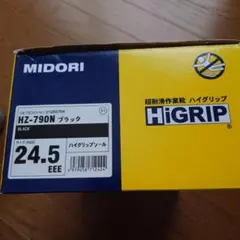 MIDORI
HZ-790N ブラック
BLACK
24.5
EEE
ハイグリップソール
超耐滑作業靴 ハイグリップ
HiGRIP®